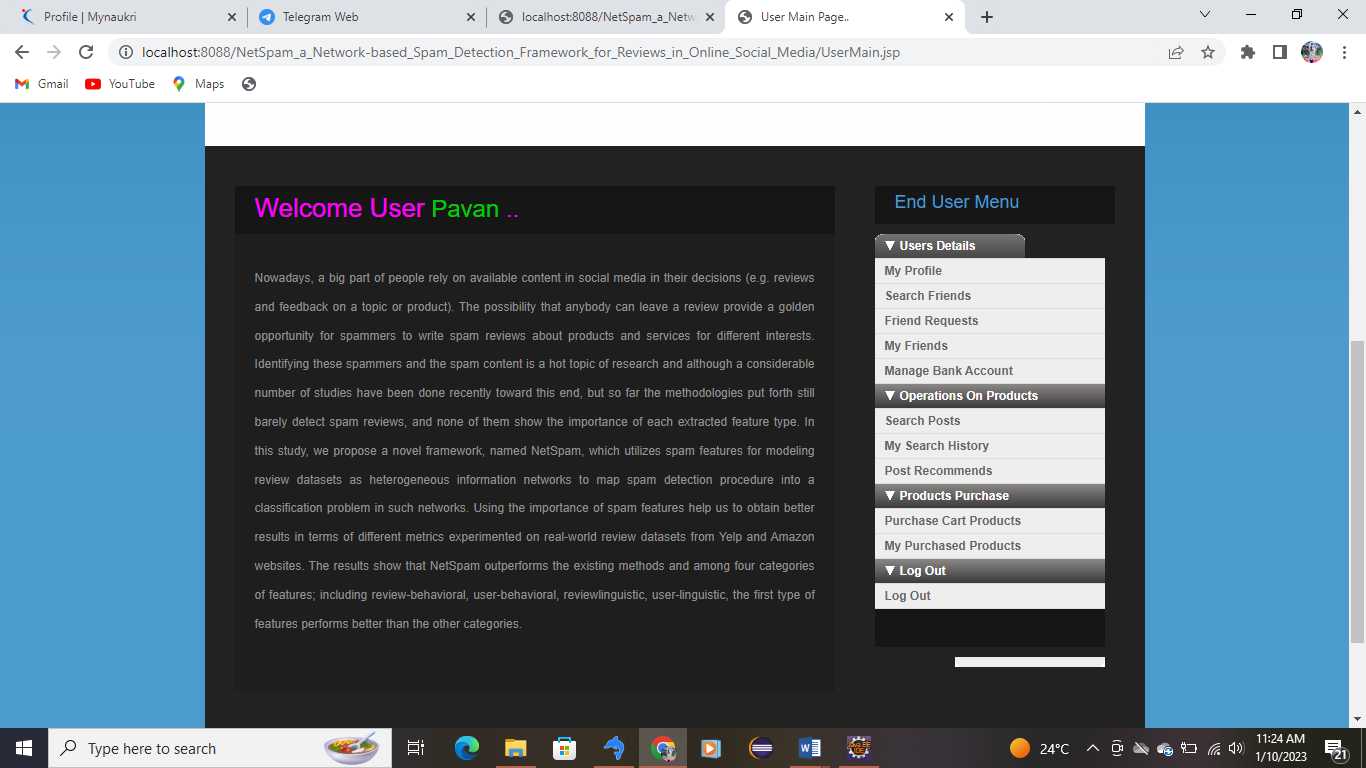 Profile | Mynaukri
Telegram Web
localhost:8088/NetSpam_a_Netw
User Main Page..
localhost:8088/NetSpam_a_Network-based_Spam_Detection_Framework_for_Reviews_in_Online_Social_Media/UserMain.jsp
Gmail
YouTube
Maps
Welcome User Pavan ..
Nowadays, a big part of people rely on available content in social media in their decisions (e.g. reviews
and feedback on a topic or product). The possibility that anybody can leave a review provide a golden
opportunity for spammers to write spam reviews about products and services for different interests.
Identifying these spammers and the spam content is a hot topic of research and although a considerable
number of studies have been done recently toward this end, but so far the methodologies put forth still
barely detect spam reviews, and none of them show the importance of each extracted feature type. In
this study, we propose a novel framework, named NetSpam, which utilizes spam features for modeling
review datasets as heterogeneous information networks to map spam detection procedure into a
classification problem in such networks. Using the importance of spam features help us to obtain better
results in terms of different metrics experimented on real-world review datasets from Yelp and Amazon
websites. The results show that NetSpam outperforms the existing methods and among four categories
of features; including review-behavioral, user-behavioral, reviewlinguistic, user-linguistic, the first type of
features performs better than the other categories.
End User Menu
▼ Users Details
My Profile
Search Friends
Friend Requests
My Friends
Manage Bank Account
▼ Operations On Products
Search Posts
My Search History
Post Recommends
▼ Products Purchase
Purchase Cart Products
My Purchased Products
▼ Log Out
Log Out
Type here to search
24°C
11:24 AM
1/10/2023
21